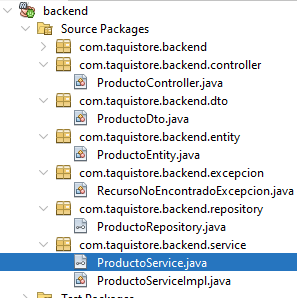 backend
Source Packages
com.taquistore.backend
com.taquistore.backend.controller
ProductoController.java
com.taquistore.backend.dto
ProductoDto.java
com.taquistore.backend.entity
ProductoEntity.java
com.taquistore.backend.excepcion
RecursoNoEncontradoExcepcion.java
com.taquistore.backend.repository
ProductoRepository.java
com.taquistore.backend.service
ProductoService.java
ProductoServiceImpl.java
Test Packages